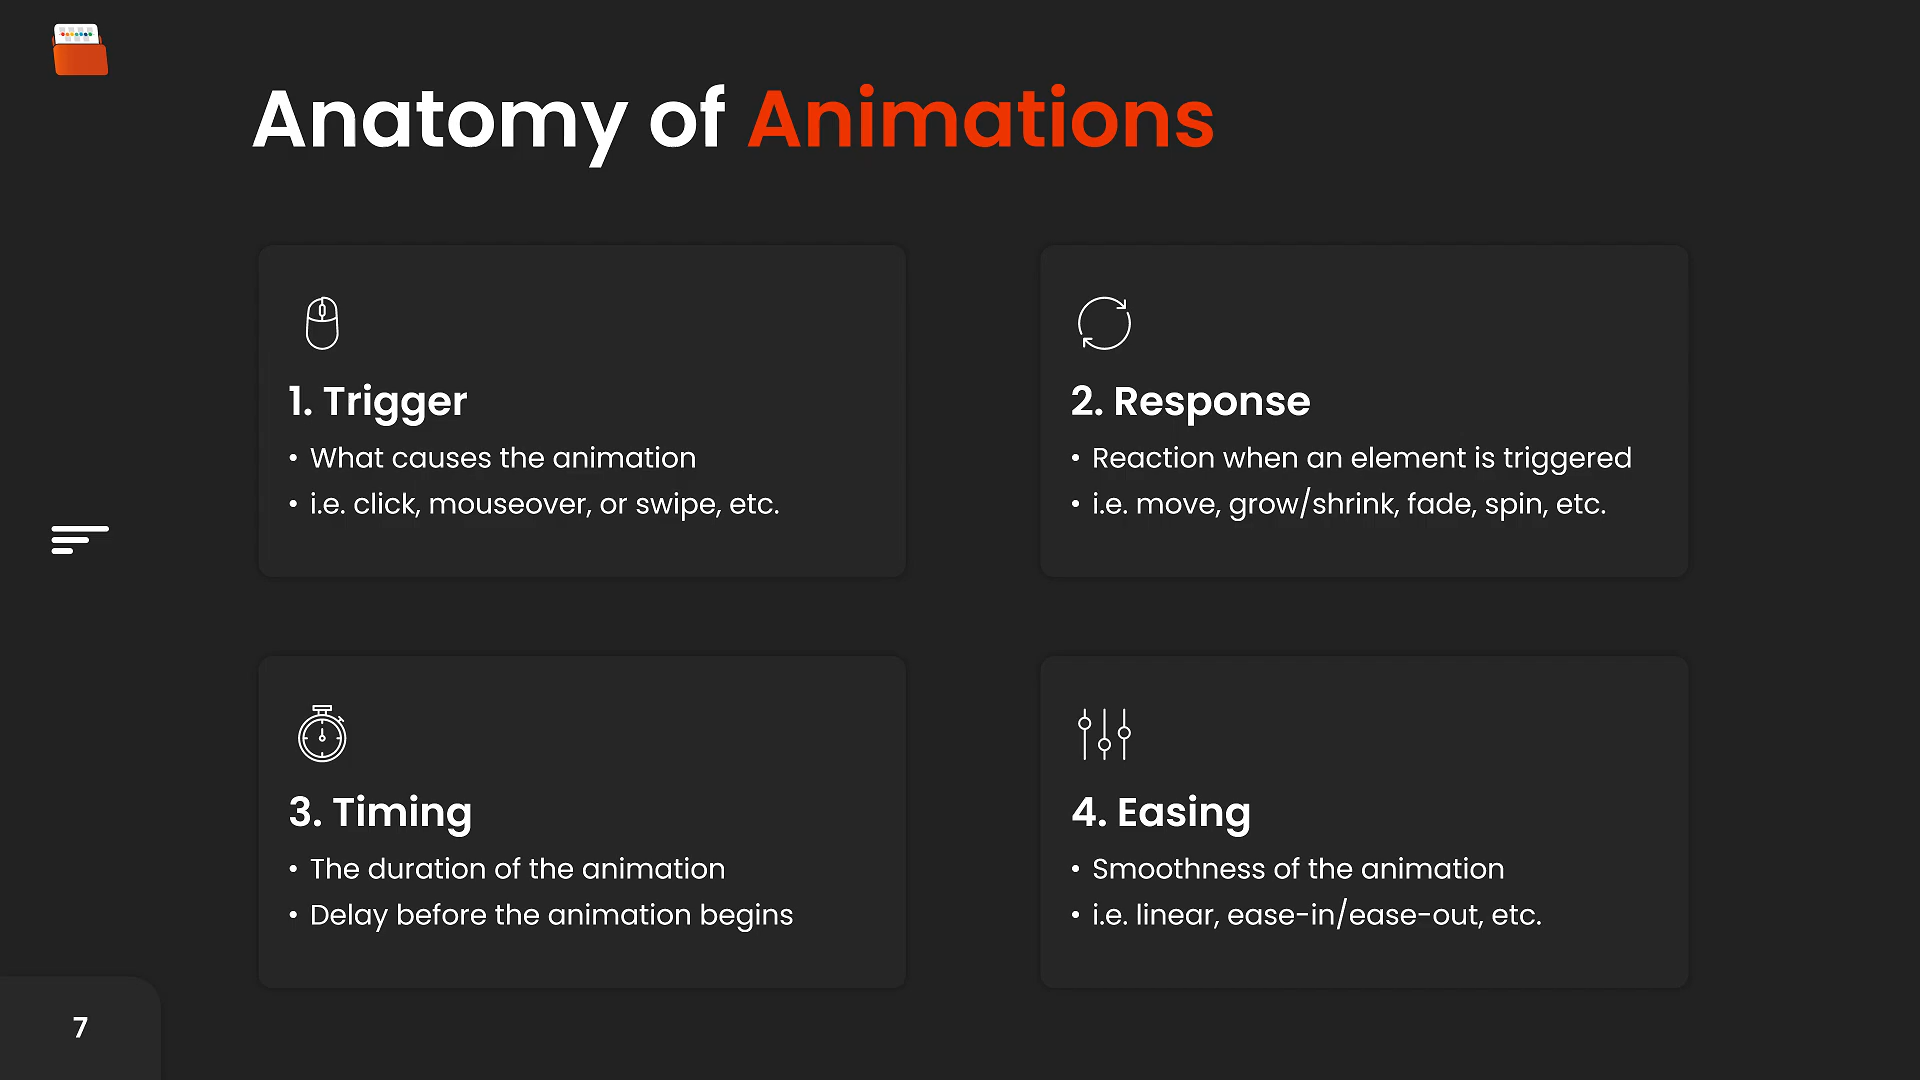 Anatomy of Animations
1. Trigger
• What causes the animation
• i.e. click, mouseover, or swipe, etc.
2. Response
• Reaction when an element is triggered
• i.e. move, grow/shrink, fade, spin, etc.
3. Timing
• The duration of the animation
• Delay before the animation begins
4. Easing
• Smoothness of the animation
• i.e. linear, ease-in/ease-out, etc.
7